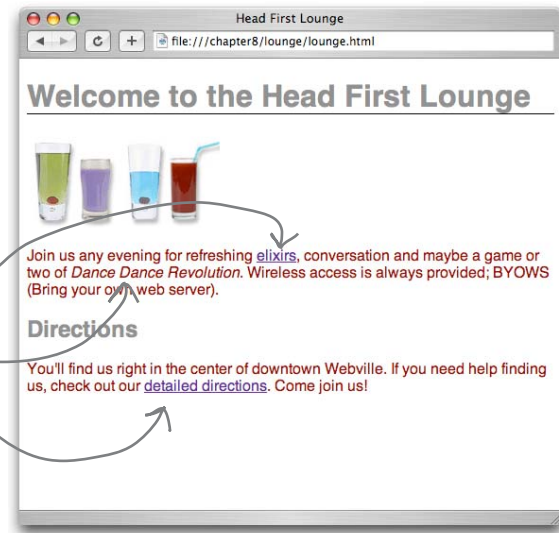 Head First Lounge
file:///chapter8/lounge/lounge.html
Welcome to the Head First Lounge
Join us any evening for refreshing elixirs, conversation and maybe a game or
two of Dance Dance Revolution. Wireless access is always provided; BYOWS
(Bring your own web server).
Directions
You'll find us right in the center of downtown Webville. If you need help finding
us, check out our detailed directions. Come join us!